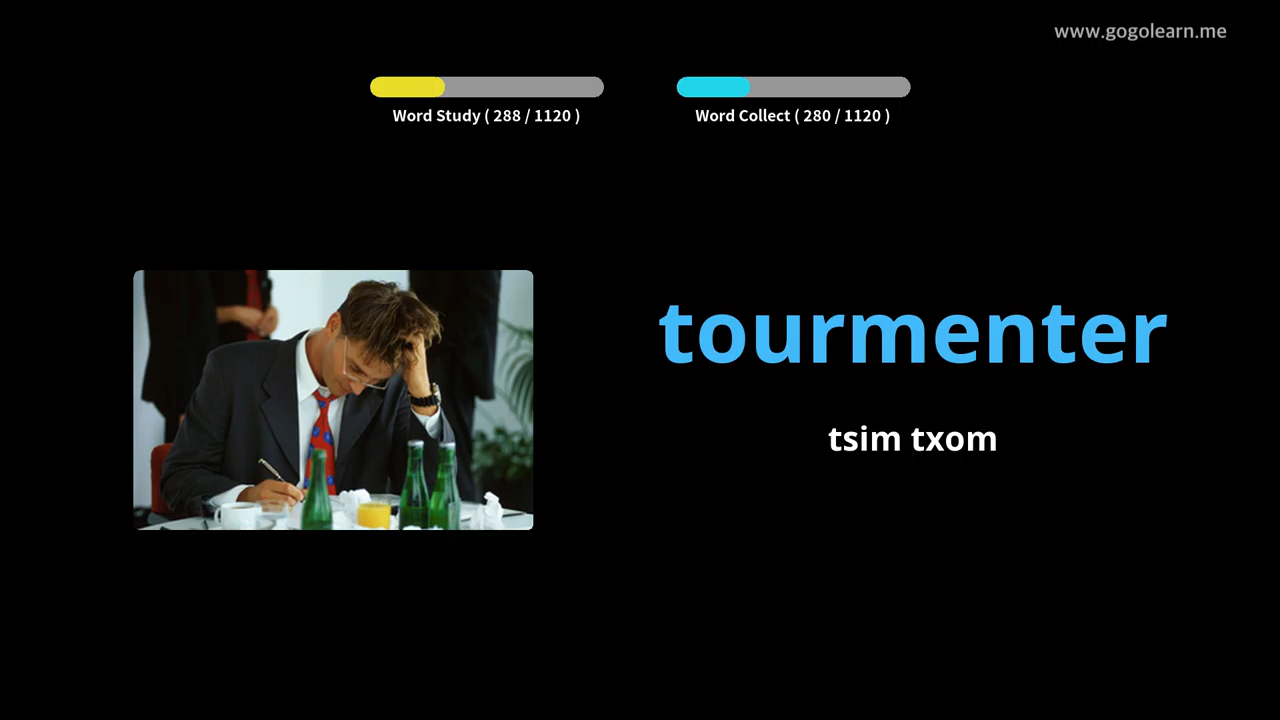 www.gogolearn.me
Word Study ( 288 / 1120 )
Word Collect ( 280 / 1120 )
tourmenter
tsim txom